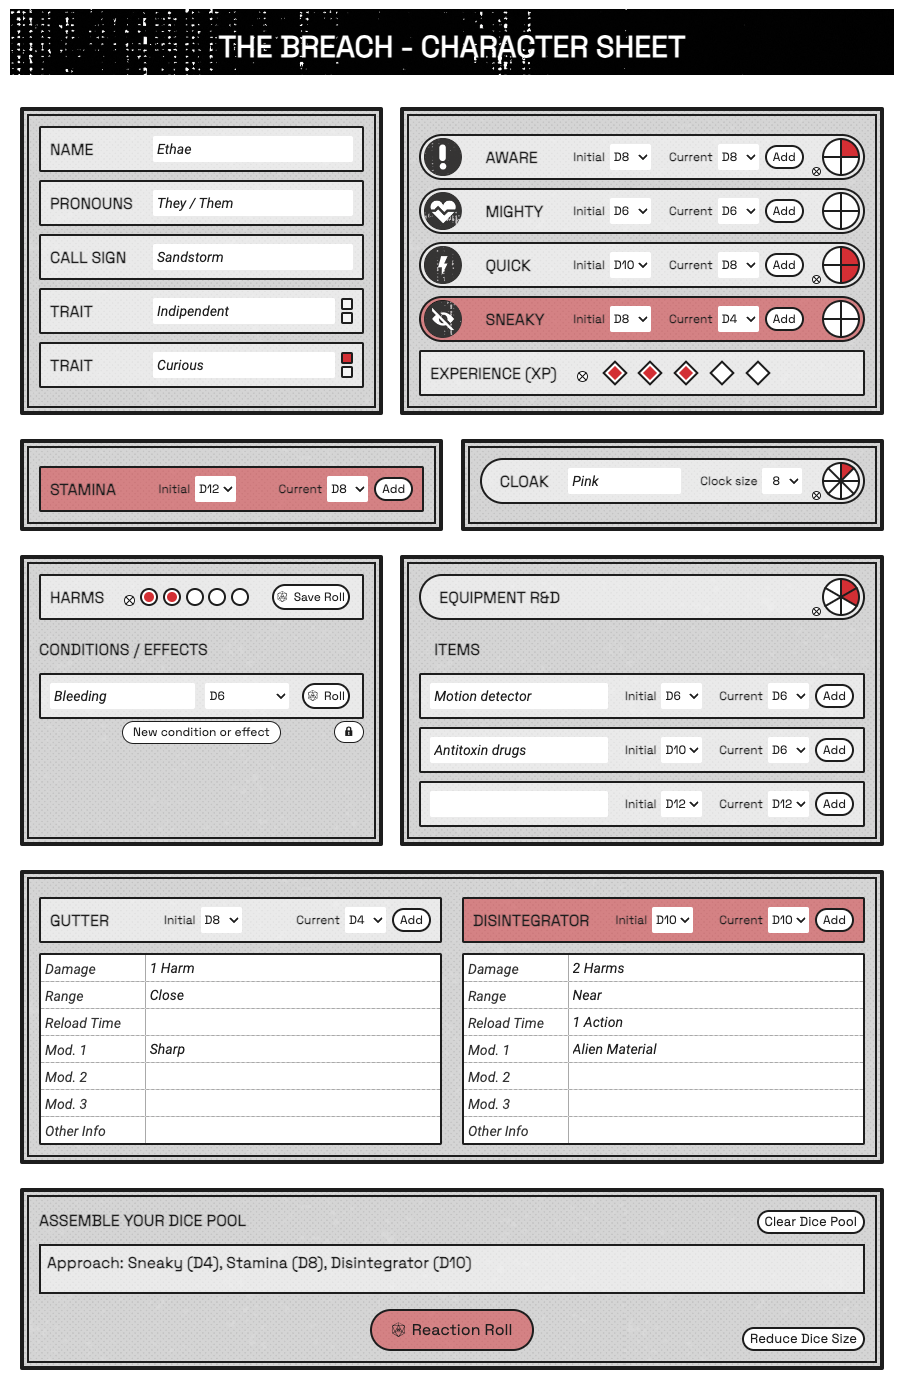 THE BREACH - CHARACTER SHEET
NAME Ethae
PRONOUNS They / Them
CALL SIGN Sandstorm
TRAIT Indipendent
TRAIT Curious
AWARE Initial D8 Current D8 Add
MIGHTY Initial D6 Current D6 Add
QUICK Initial D10 Current D8 Add
SNEAKY Initial D8 Current D4 Add
EXPERIENCE (XP)
STAMINA Initial D12 Current D8 Add
CLOAK Pink Clock size 8
HARMS Save Roll
CONDITIONS / EFFECTS
Bleeding D6 Roll
New condition or effect
EQUIPMENT R&D
ITEMS
Motion detector Initial D6 Current D6 Add
Antitoxin drugs Initial D10 Current D6 Add
Initial D12 Current D12 Add
GUTTER Initial D8 Current D4 Add
Damage 1 Harm
Range Close
Reload Time
Mod. 1 Sharp
Mod. 2
Mod. 3
Other Info
DISINTEGRATOR Initial D10 Current D10 Add
Damage 2 Harms
Range Near
Reload Time 1 Action
Mod. 1 Alien Material
Mod. 2
Mod. 3
Other Info
ASSEMBLE YOUR DICE POOL Clear Dice Pool
Approach: Sneaky (D4), Stamina (D8), Disintegrator (D10)
Reaction Roll
Reduce Dice Size